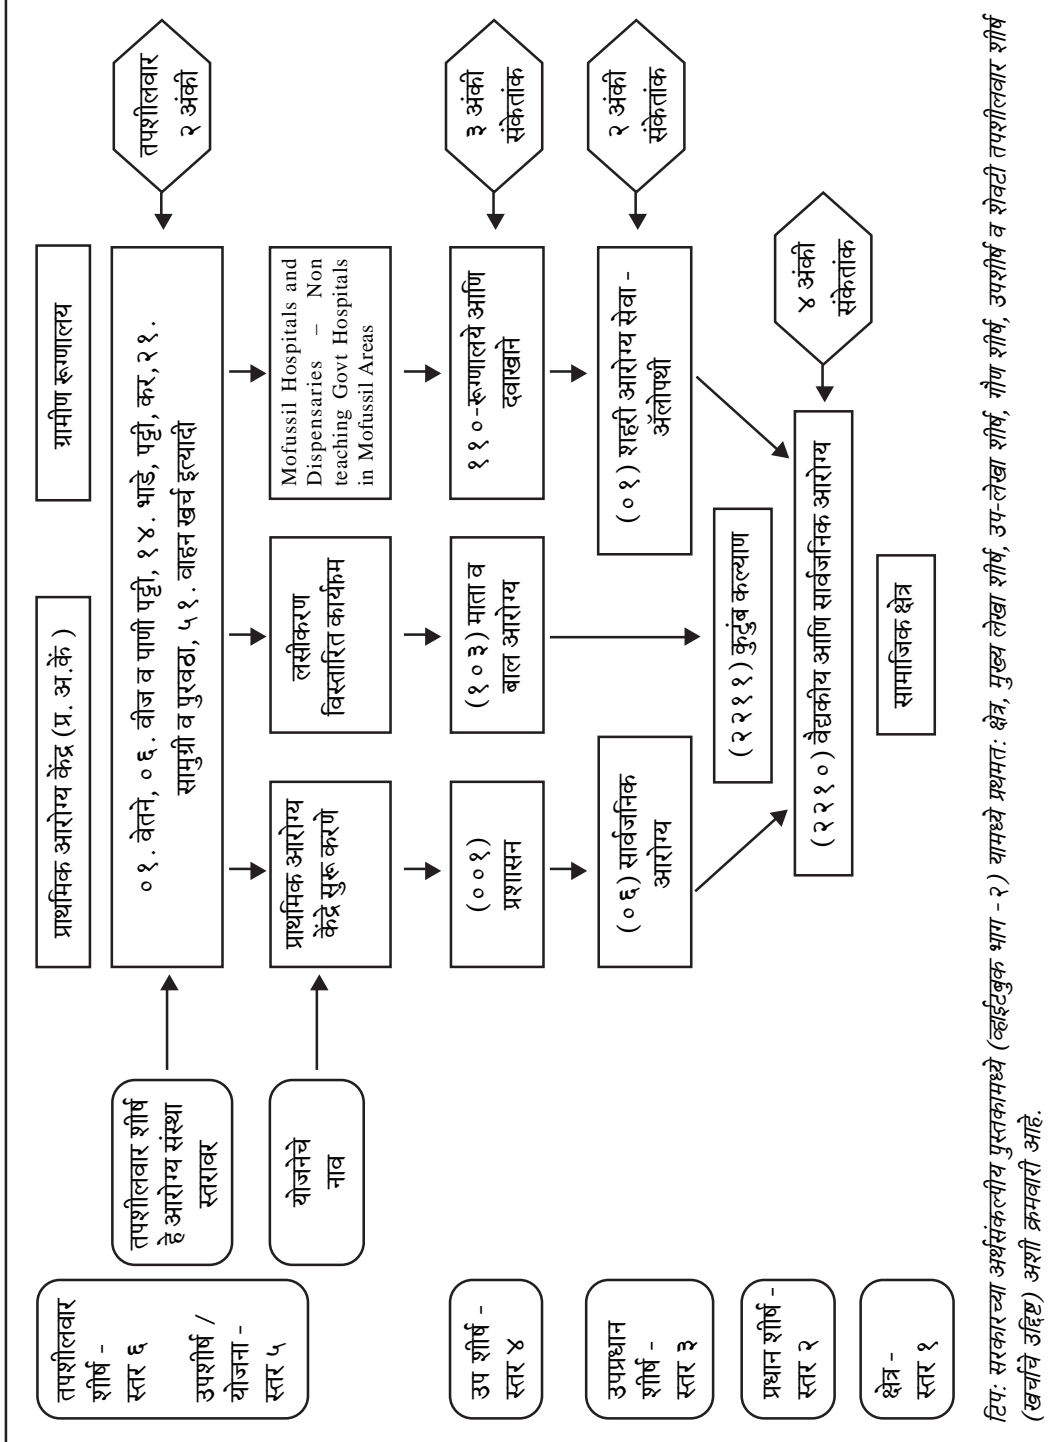 तपशीलवार
शीर्ष -
स्तर ६
उपशीर्ष /
योजना -
स्तर ५
उप शीर्ष -
स्तर ४
उपप्रधान
शीर्ष -
स्तर ३
प्रधान शीर्ष -
स्तर २
क्षेत्र -
स्तर १
तपशीलवार शीर्ष
हे आरोग्य संस्था
स्तरावर
योजनेचे
नाव
प्राथमिक आरोग्य केंद्र (प्रा. अ.कें )
ग्रामीण रूग्णालय
०१. वेतने, ०६. वीज व पाणी पट्टी, १४. भाडे, पट्टी, कर,२१.
सामुग्री व पुरवठा, ५१. वाहन खर्च इत्यादी
तपशीलवार
२ अंकी
प्राथमिक आरोग्य
केंद्रे सुरू करणे
लसीकरण
विस्तारित कार्यक्रम
Mofussil Hospitals and
Dispensaries – Non
teaching Govt Hospitals
in Mofussil Areas
(००१)
प्रशासन
(१०३) माता व
बाल आरोग्य
११०-रूग्णालये आणि
दवाखाने
३ अंकी
संकेतांक
(०६) सार्वजनिक
आरोग्य
(०१) शहरी आरोग्य सेवा -
ॲलोपथी
२ अंकी
संकेतांक
(२२११) कुटुंब कल्याण
(२२१०) वैद्यकीय आणि सार्वजनिक आरोग्य
४ अंकी
संकेतांक
सामाजिक क्षेत्र
टिप: सरकारच्या अर्थसंकल्पीय पुस्तकामध्ये (व्हाईटबुक भाग -२) यामध्ये प्रथमत: क्षेत्र, मुख्य लेखा शीर्ष, उप-लेखा शीर्ष, गौण शीर्ष, उपशीर्ष व शेवटी तपशीलवार शीर्ष
(खर्चाचे उद्दिष्ट) अशी क्रमवारी आहे.